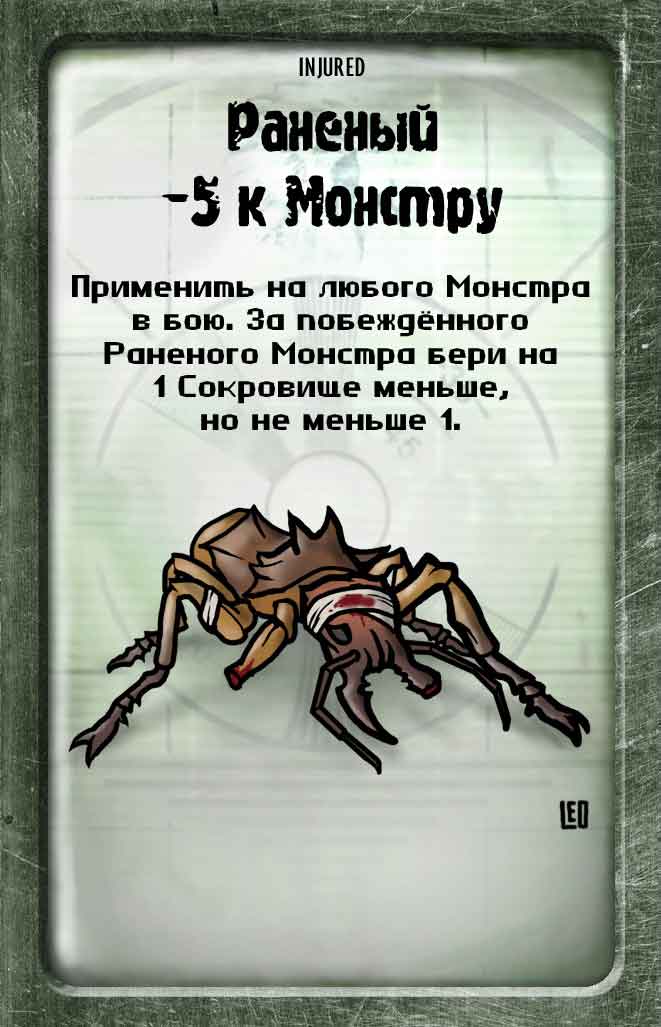 INJURED
Раненый
-5 к Монстру
Применить на любого Монстра
в бою. За побеждённого
Раненого Монстра бери на
1 Сокровище меньше,
но не меньше 1.
LEO